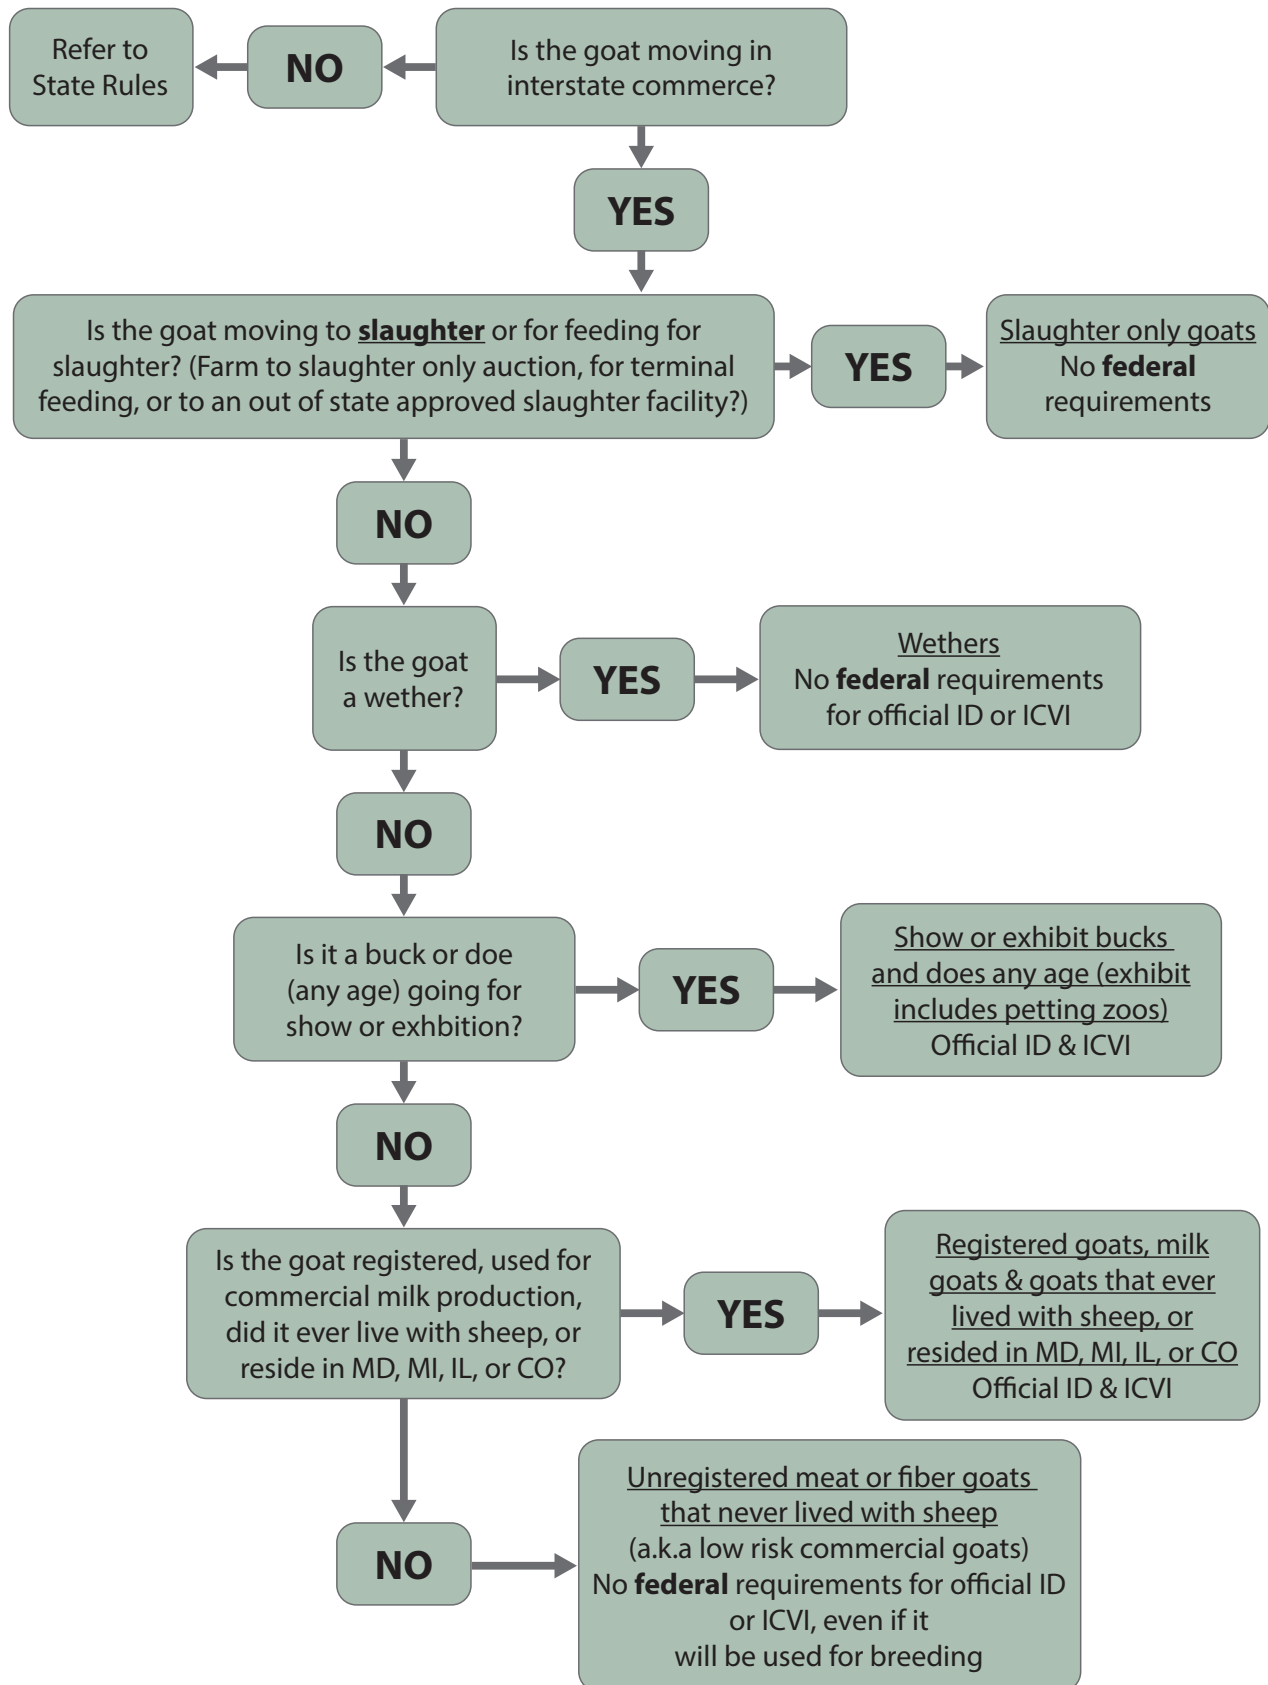 Refer to
State Rules
NO
Is the goat moving in
interstate commerce?
YES
Is the goat moving to slaughter or for feeding for
slaughter? (Farm to slaughter only auction, for terminal
feeding, or to an out of state approved slaughter facility?)
YES
Slaughter only goats
No federal
requirements
NO
Is the goat
a wether?
YES
Wethers
No federal requirements
for official ID or ICVI
NO
Is it a buck or doe
(any age) going for
show or exhbition?
YES
Show or exhibit bucks
and does any age (exhibit
includes petting zoos)
Official ID & ICVI
NO
Is the goat registered, used for
commercial milk production,
did it ever live with sheep, or
reside in MD, MI, IL, or CO?
YES
Registered goats, milk
goats & goats that ever
lived with sheep, or
resided in MD, MI, IL, or CO
Official ID & ICVI
NO
Unregistered meat or fiber goats
that never lived with sheep
(a.k.a low risk commercial goats)
No federal requirements for official ID
or ICVI, even if it
will be used for breeding